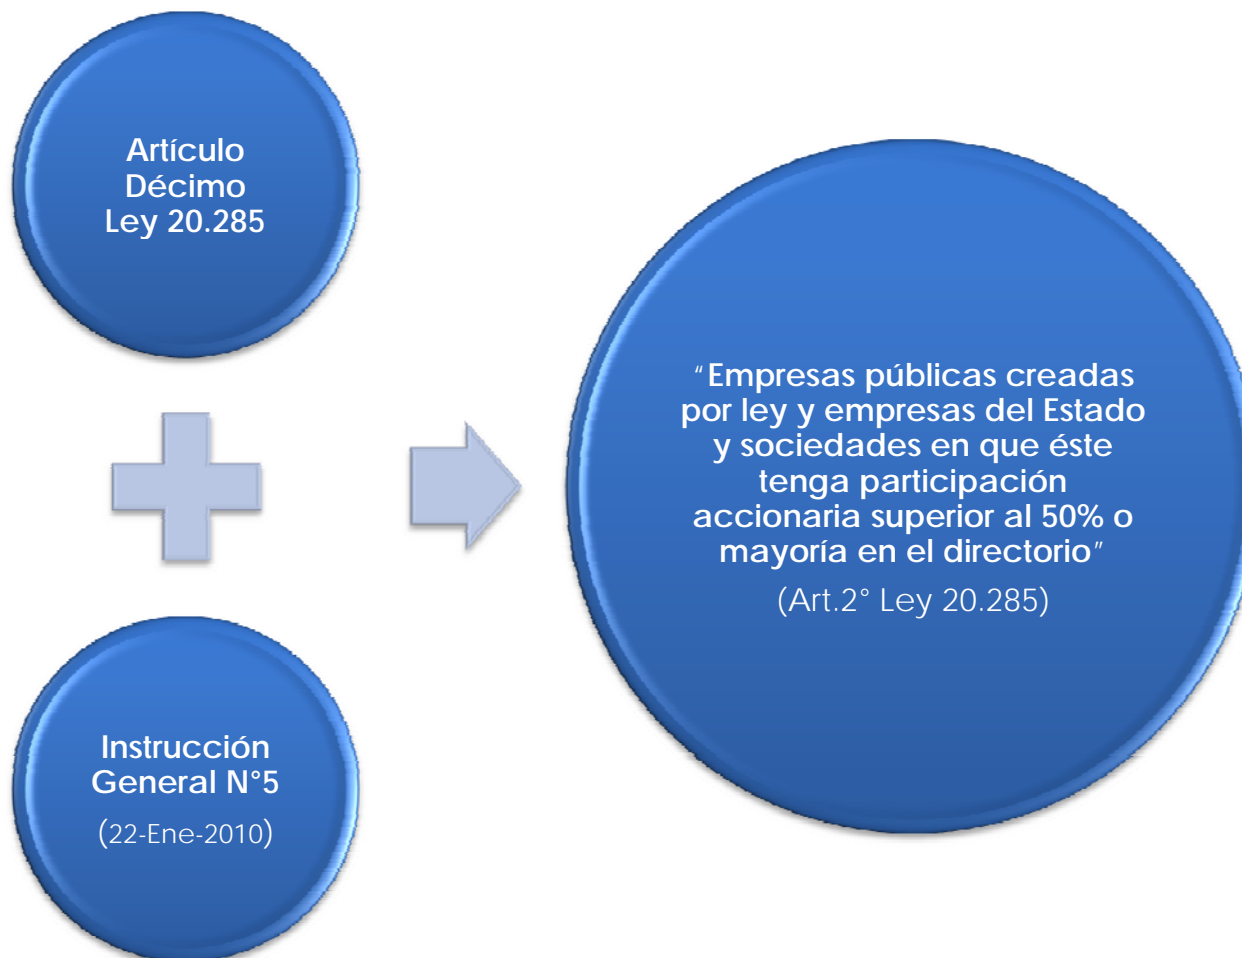 Artículo
Décimo
Ley 20.285
Instrucción
General N°5
(22-Ene-2010)
“Empresas públicas creadas
por ley y empresas del Estado
y sociedades en que éste
tenga participación
accionaria superior al 50% o
mayoría en el directorio”
(Art.2° Ley 20.285)